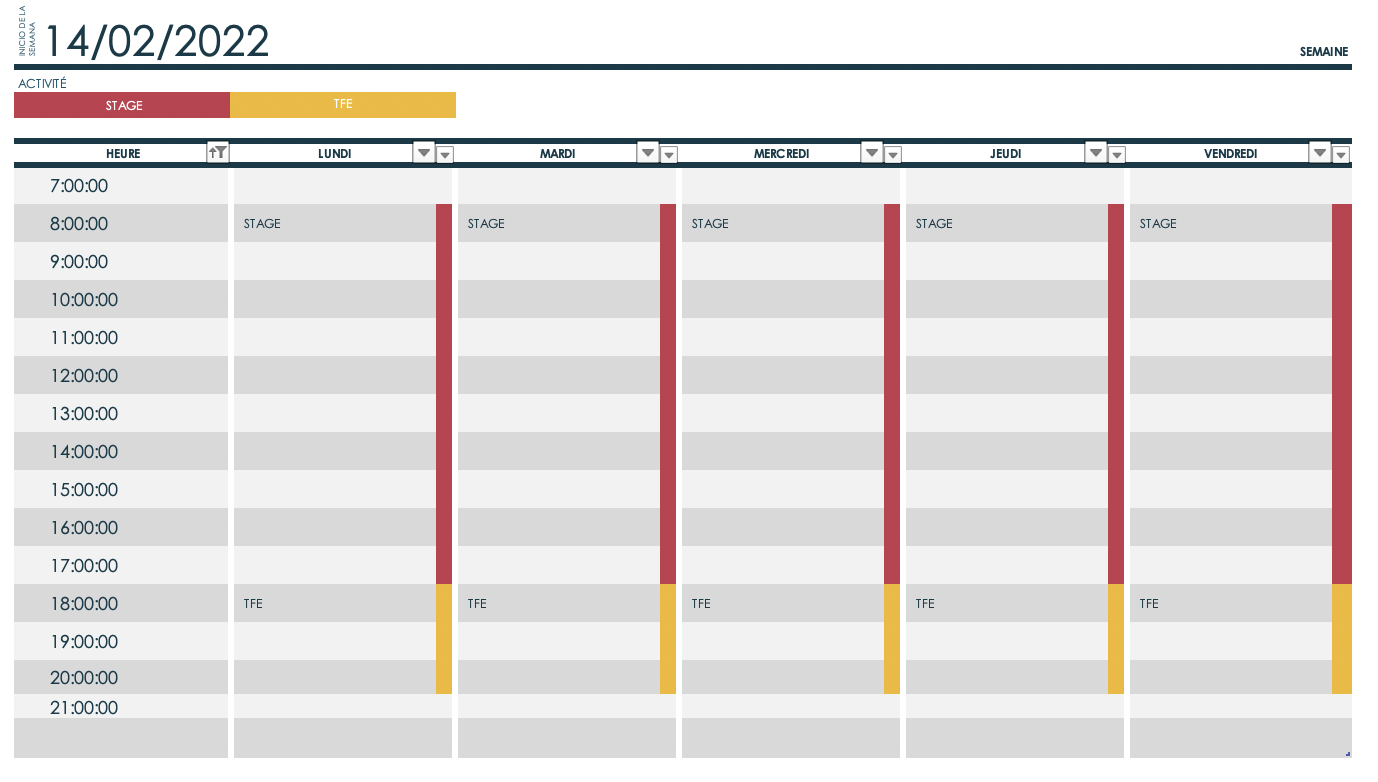 INICIO DE LA
SEMANA
14/02/2022
SEMAINE
ACTIVITÉ
STAGE TFE
HEURE LUNDI MARDI MERCREDI JEUDI VENDREDI
7:00:00
8:00:00 STAGE STAGE STAGE STAGE STAGE
9:00:00
10:00:00
11:00:00
12:00:00
13:00:00
14:00:00
15:00:00
16:00:00
17:00:00
18:00:00 TFE TFE TFE TFE TFE
19:00:00
20:00:00
21:00:00